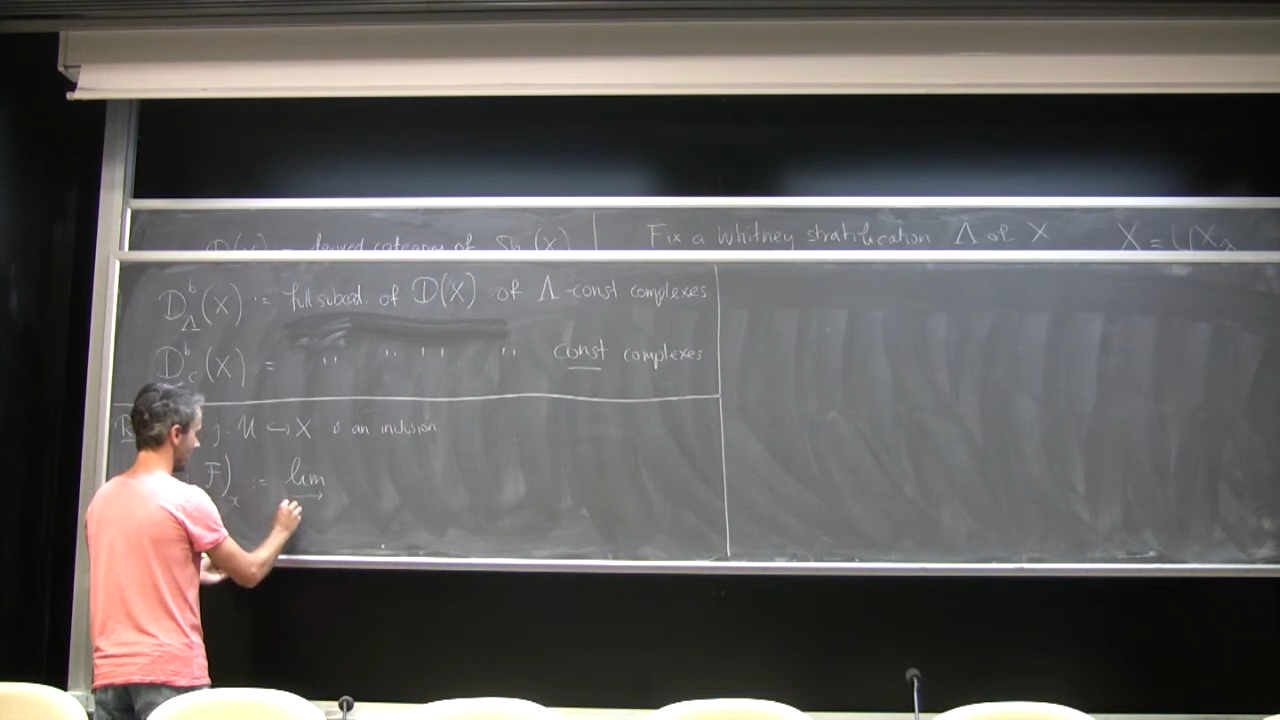 D(X) := derived category of Sh(X)
Fix a Whitney stratification Λ of X X = ⋃X_λ
D^b_Λ(X) := full subcat. of D(X) of Λ-const complexes
D^b_c(X) = " " " " const complexes
j: U ↪ X is an inclusion
F)_x := lim→